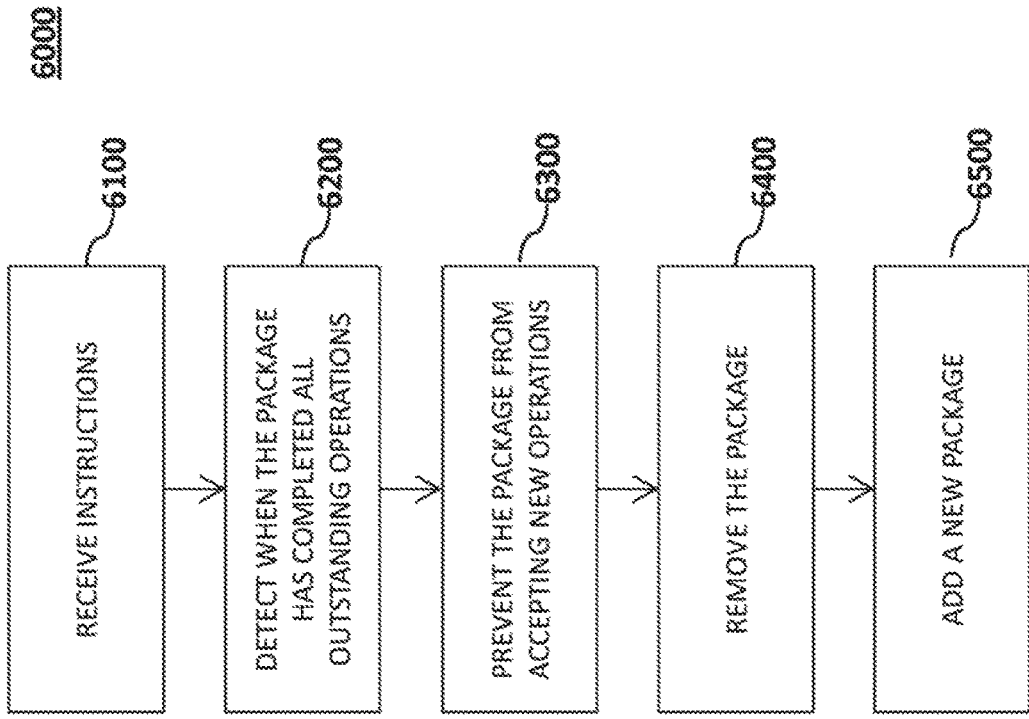 6000
RECEIVE INSTRUCTIONS
6100
DETECT WHEN THE PACKAGE
HAS COMPLETED ALL
OUTSTANDING OPERATIONS
6200
PREVENT THE PACKAGE FROM
ACCEPTING NEW OPERATIONS
6300
REMOVE THE PACKAGE
6400
ADD A NEW PACKAGE
6500